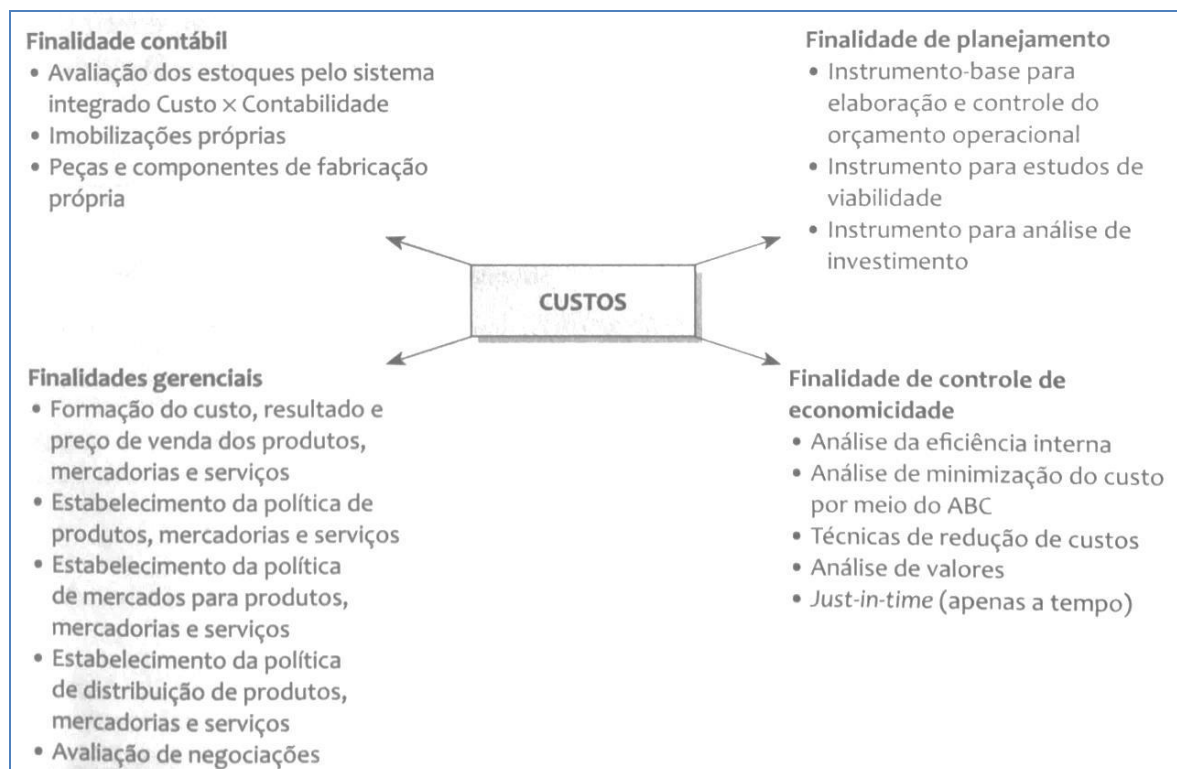 Finalidade contábil
• Avaliação dos estoques pelo sistema
integrado Custo × Contabilidade
• Imobilizações próprias
• Peças e componentes de fabricação
própria
Finalidade de planejamento
• Instrumento-base para
elaboração e controle do
orçamento operacional
• Instrumento para estudos de
viabilidade
• Instrumento para análise de
investimento
CUSTOS
Finalidades gerenciais
• Formação do custo, resultado e
preço de venda dos produtos,
mercadorias e serviços
• Estabelecimento da política de
produtos, mercadorias e serviços
• Estabelecimento da política
de mercados para produtos,
mercadorias e serviços
• Estabelecimento da política
de distribuição de produtos,
mercadorias e serviços
• Avaliação de negociações
Finalidade de controle de
economicidade
• Análise da eficiência interna
• Análise de minimização do custo
por meio do ABC
• Técnicas de redução de custos
• Análise de valores
• Just-in-time (apenas a tempo)